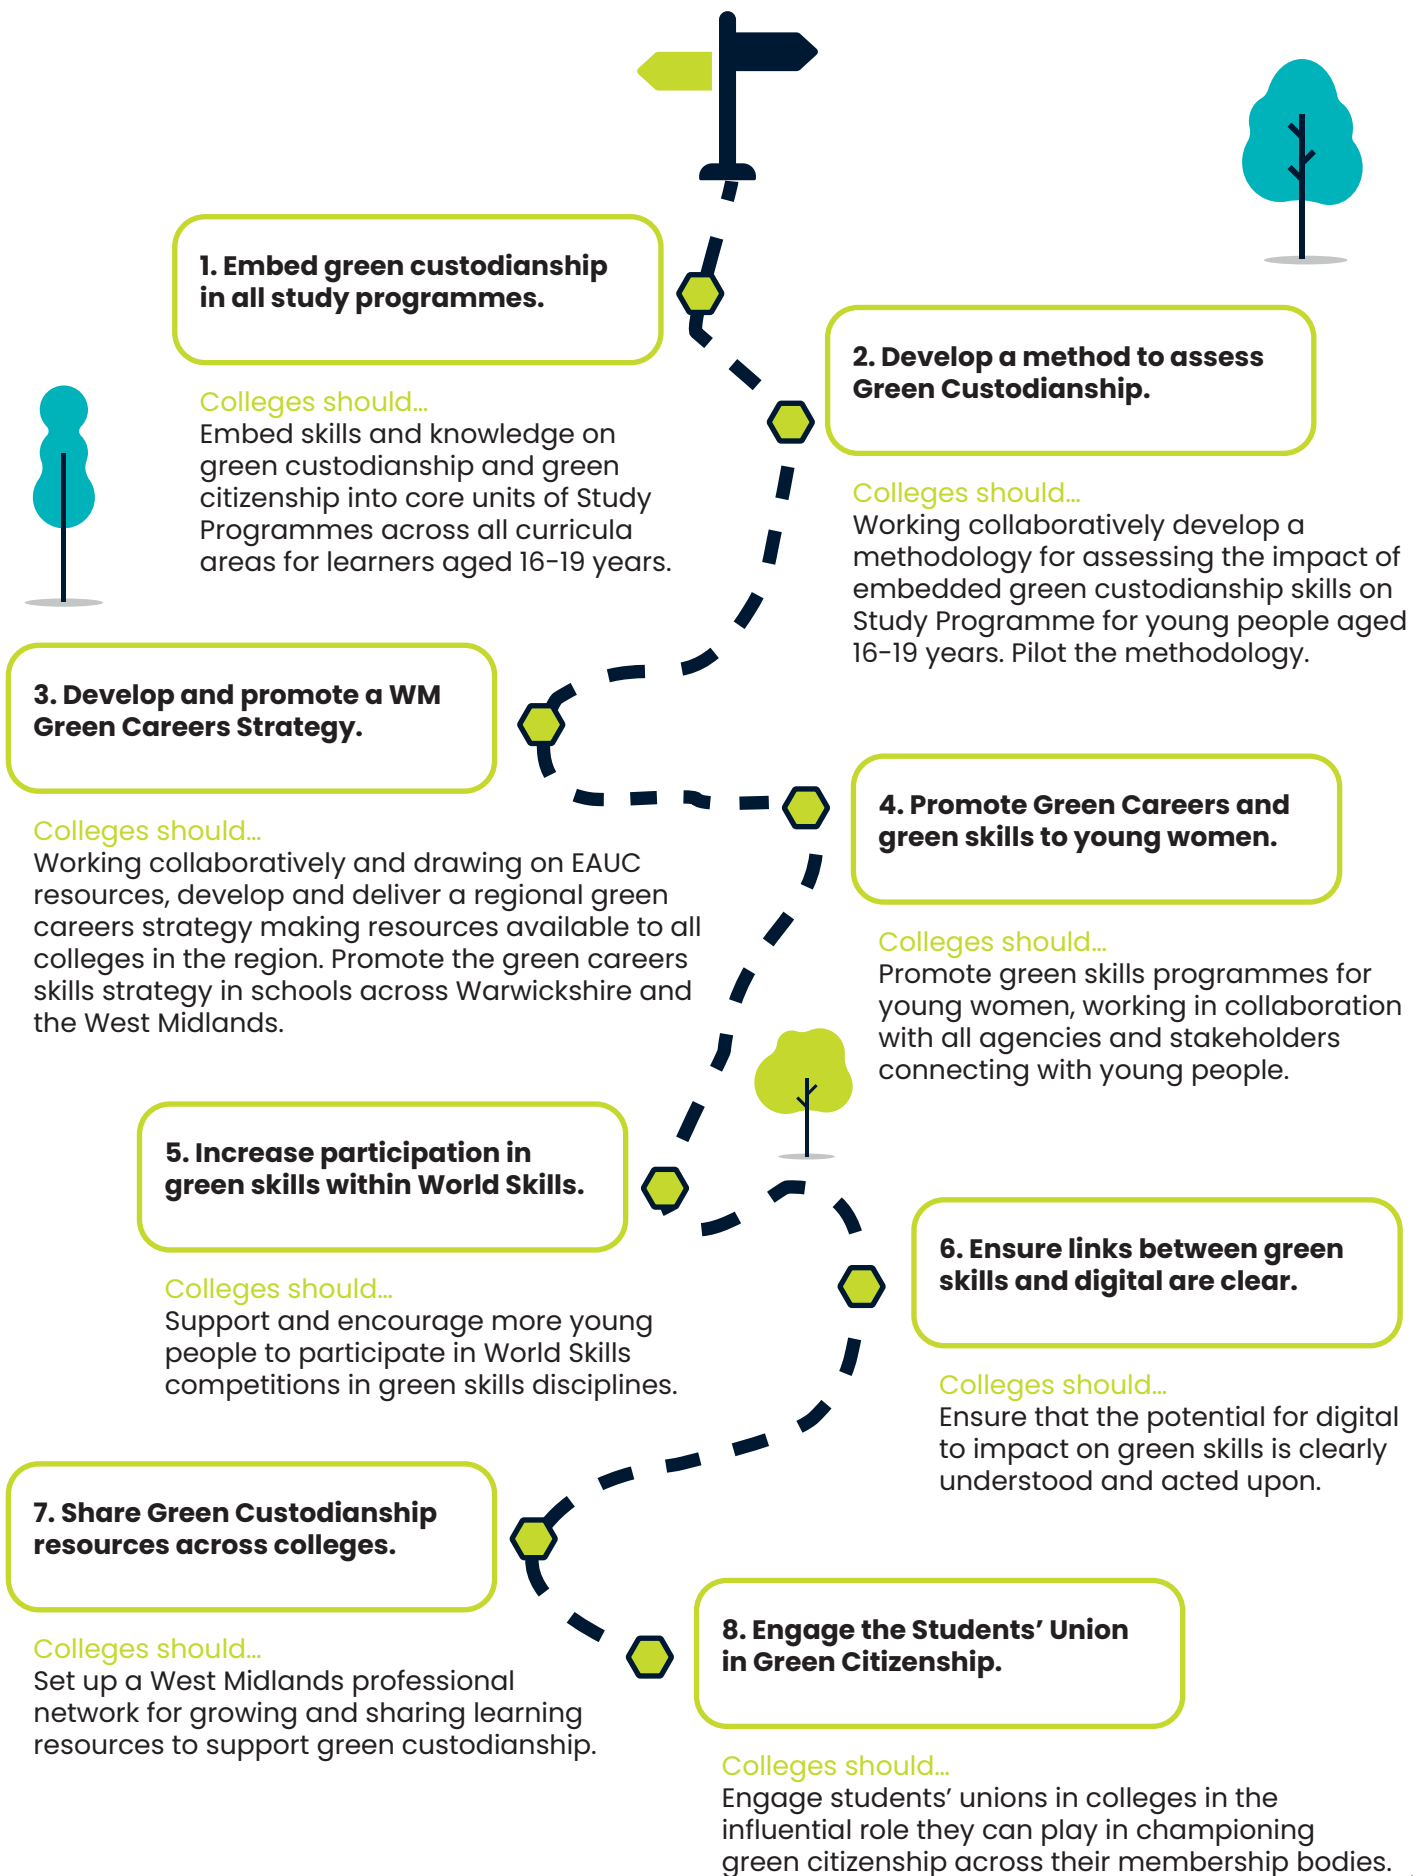 1. Embed green custodianship
in all study programmes.
Colleges should...
Embed skills and knowledge on
green custodianship and green
citizenship into core units of Study
Programmes across all curricula
areas for learners aged 16-19 years.
2. Develop a method to assess
Green Custodianship.
Colleges should...
Working collaboratively develop a
methodology for assessing the impact of
embedded green custodianship skills on
Study Programme for young people aged
16-19 years. Pilot the methodology.
3. Develop and promote a WM
Green Careers Strategy.
Colleges should...
Working collaboratively and drawing on EAUC
resources, develop and deliver a regional green
careers strategy making resources available to all
colleges in the region. Promote the green careers
skills strategy in schools across Warwickshire and
the West Midlands.
4. Promote Green Careers and
green skills to young women.
Colleges should...
Promote green skills programmes for
young women, working in collaboration
with all agencies and stakeholders
connecting with young people.
5. Increase participation in
green skills within World Skills.
Colleges should...
Support and encourage more young
people to participate in World Skills
competitions in green skills disciplines.
6. Ensure links between green
skills and digital are clear.
Colleges should...
Ensure that the potential for digital
to impact on green skills is clearly
understood and acted upon.
7. Share Green Custodianship
resources across colleges.
Colleges should...
Set up a West Midlands professional
network for growing and sharing learning
resources to support green custodianship.
8. Engage the Students’ Union
in Green Citizenship.
Colleges should...
Engage students’ unions in colleges in the
influential role they can play in championing
green citizenship across their membership bodies.